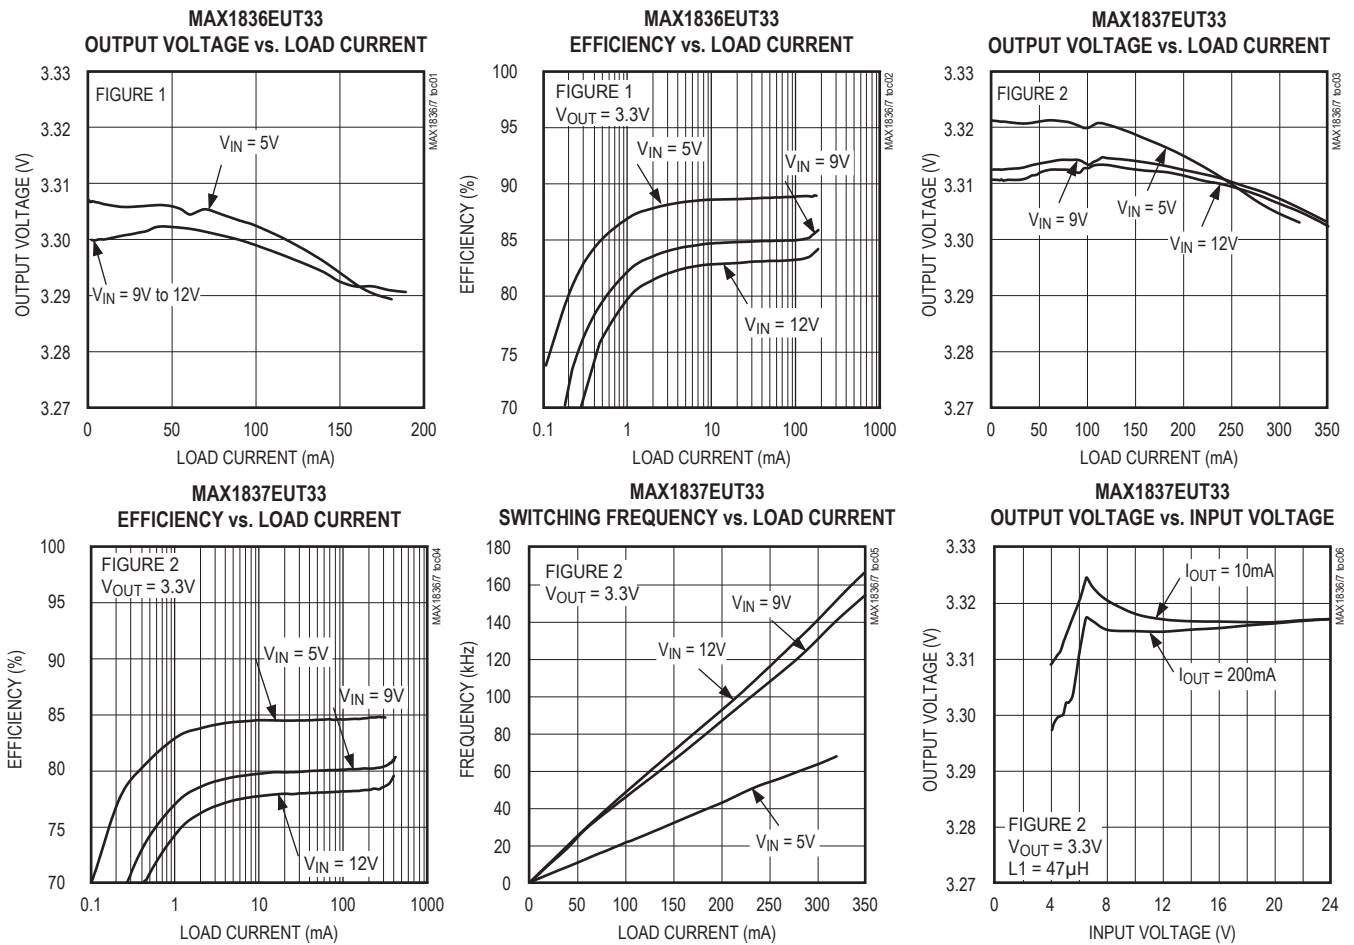 MAX1836EUT33
OUTPUT VOLTAGE vs. LOAD CURRENT
MAX1836/7 toc01
FIGURE 1
VIN = 5V
VIN = 9V to 12V
OUTPUT VOLTAGE (V)
3.33
3.32
3.31
3.30
3.29
3.28
3.27
0 50 100 150 200
LOAD CURRENT (mA)
MAX1836EUT33
EFFICIENCY vs. LOAD CURRENT
MAX1836/7 toc02
FIGURE 1
VOUT = 3.3V
VIN = 5V
VIN = 9V
VIN = 12V
EFFICIENCY (%)
100
95
90
85
80
75
70
0.1 1 10 100 1000
LOAD CURRENT (mA)
MAX1837EUT33
OUTPUT VOLTAGE vs. LOAD CURRENT
MAX1836/7 toc03
FIGURE 2
VIN = 9V
VIN = 5V
VIN = 12V
OUTPUT VOLTAGE (V)
3.33
3.32
3.31
3.30
3.29
3.28
3.27
0 50 100 150 200 250 300 350
LOAD CURRENT (mA)
MAX1837EUT33
EFFICIENCY vs. LOAD CURRENT
MAX1836/7 toc04
FIGURE 2
VOUT = 3.3V
VIN = 5V
VIN = 9V
VIN = 12V
EFFICIENCY (%)
100
95
90
85
80
75
70
0.1 1 10 100 1000
LOAD CURRENT (mA)
MAX1837EUT33
SWITCHING FREQUENCY vs. LOAD CURRENT
MAX1836/7 toc05
FIGURE 2
VOUT = 3.3V
VIN = 9V
VIN = 12V
VIN = 5V
FREQUENCY (kHz)
180
160
140
120
100
80
60
40
20
0
0 50 100 150 200 250 300 350
LOAD CURRENT (mA)
MAX1837EUT33
OUTPUT VOLTAGE vs. INPUT VOLTAGE
MAX1836/7 toc06
IOUT = 10mA
IOUT = 200mA
FIGURE 2
VOUT = 3.3V
L1 = 47µH
OUTPUT VOLTAGE (V)
3.33
3.32
3.31
3.30
3.29
3.28
3.27
0 4 8 12 16 20 24
INPUT VOLTAGE (V)